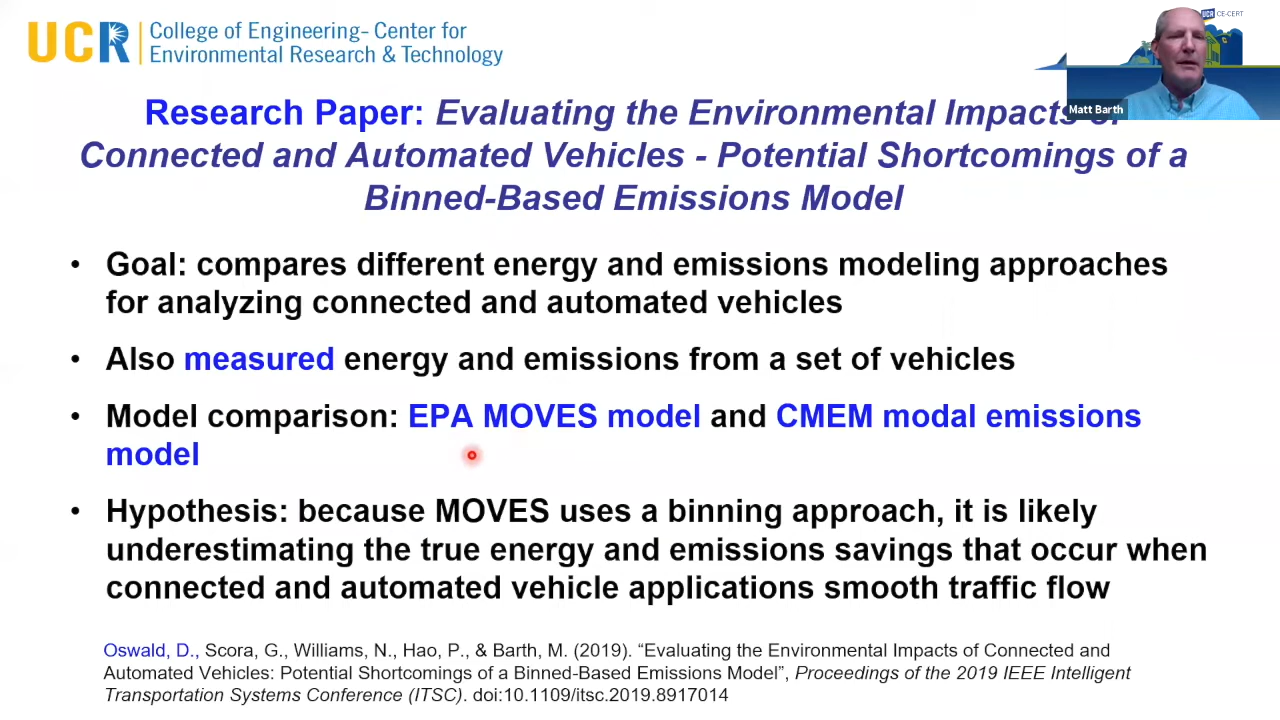 UCR College of Engineering- Center for
Environmental Research & Technology
UCR CE-CERT
Matt Barth
Research Paper: Evaluating the Environmental Impacts of
Connected and Automated Vehicles - Potential Shortcomings of a
Binned-Based Emissions Model
• Goal: compares different energy and emissions modeling approaches
for analyzing connected and automated vehicles
• Also measured energy and emissions from a set of vehicles
• Model comparison: EPA MOVES model and CMEM modal emissions
model
• Hypothesis: because MOVES uses a binning approach, it is likely
underestimating the true energy and emissions savings that occur when
connected and automated vehicle applications smooth traffic flow
Oswald, D., Scora, G., Williams, N., Hao, P., & Barth, M. (2019). “Evaluating the Environmental Impacts of Connected and
Automated Vehicles: Potential Shortcomings of a Binned-Based Emissions Model”, Proceedings of the 2019 IEEE Intelligent
Transportation Systems Conference (ITSC). doi:10.1109/itsc.2019.8917014